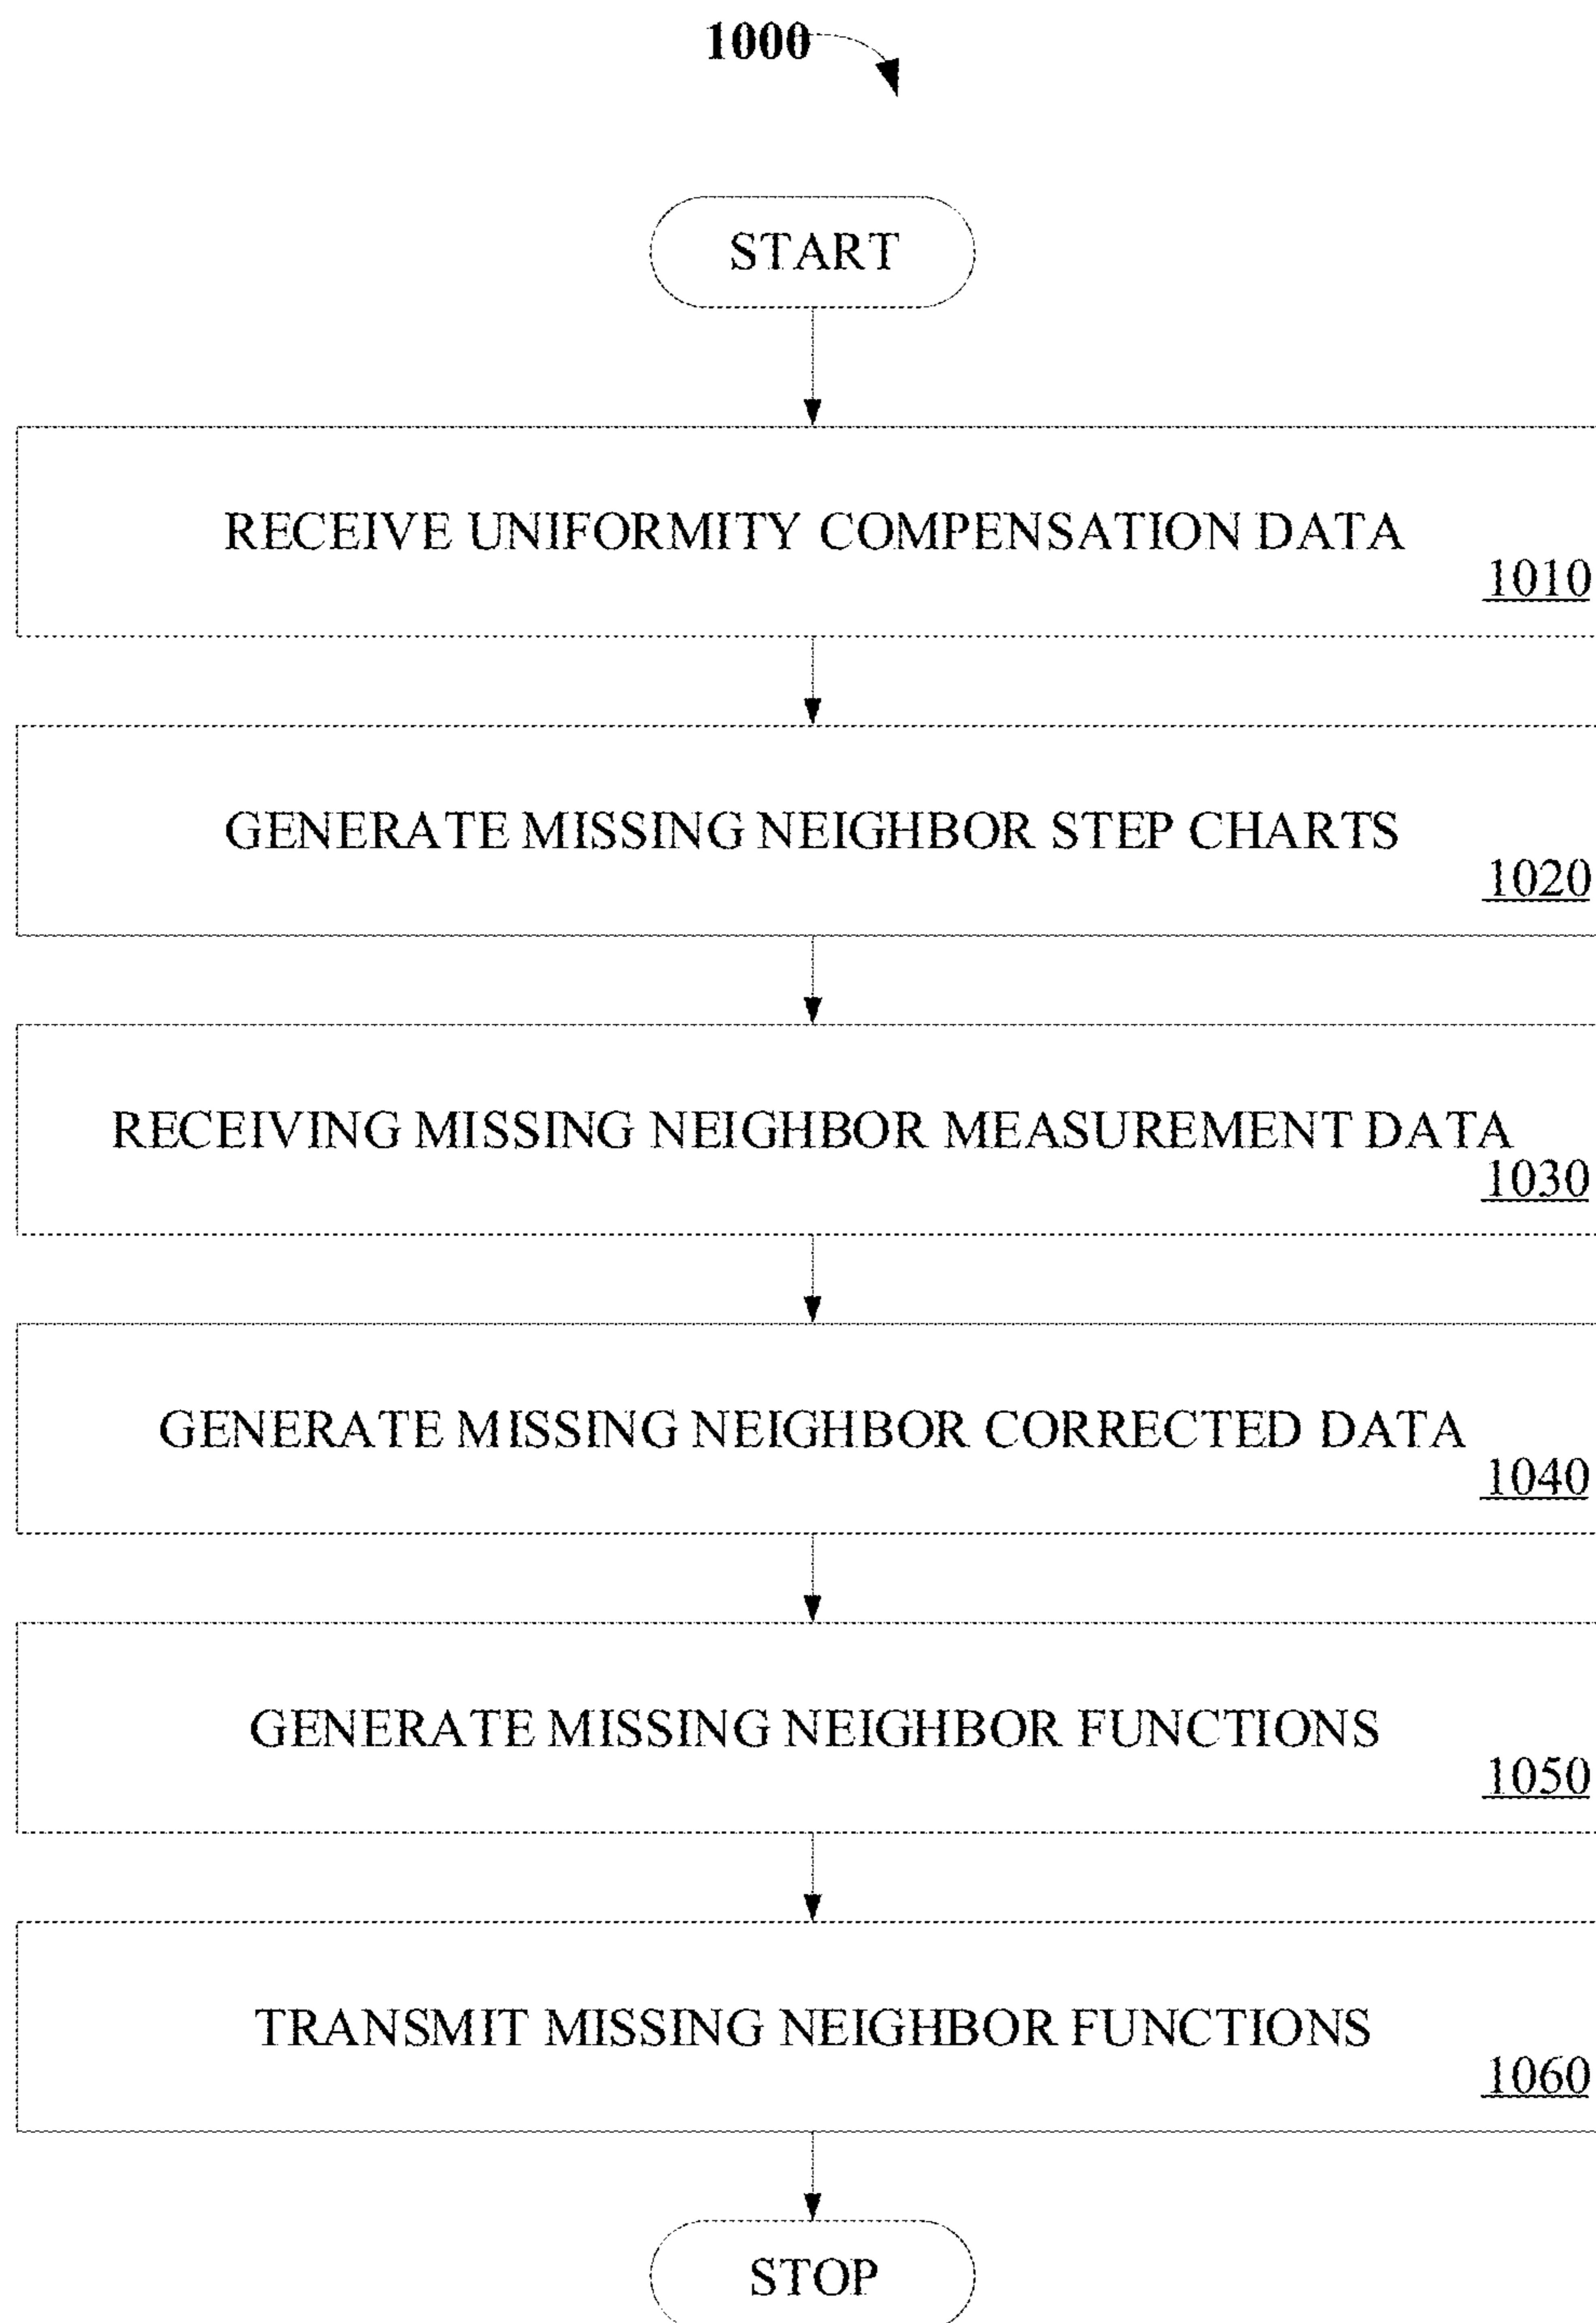 1000
START
RECEIVE UNIFORMITY COMPENSATION DATA
1010
GENERATE MISSING NEIGHBOR STEP CHARTS
1020
RECEIVING MISSING NEIGHBOR MEASUREMENT DATA
1030
GENERATE MISSING NEIGHBOR CORRECTED DATA
1040
GENERATE MISSING NEIGHBOR FUNCTIONS
1050
TRANSMIT MISSING NEIGHBOR FUNCTIONS
1060
STOP